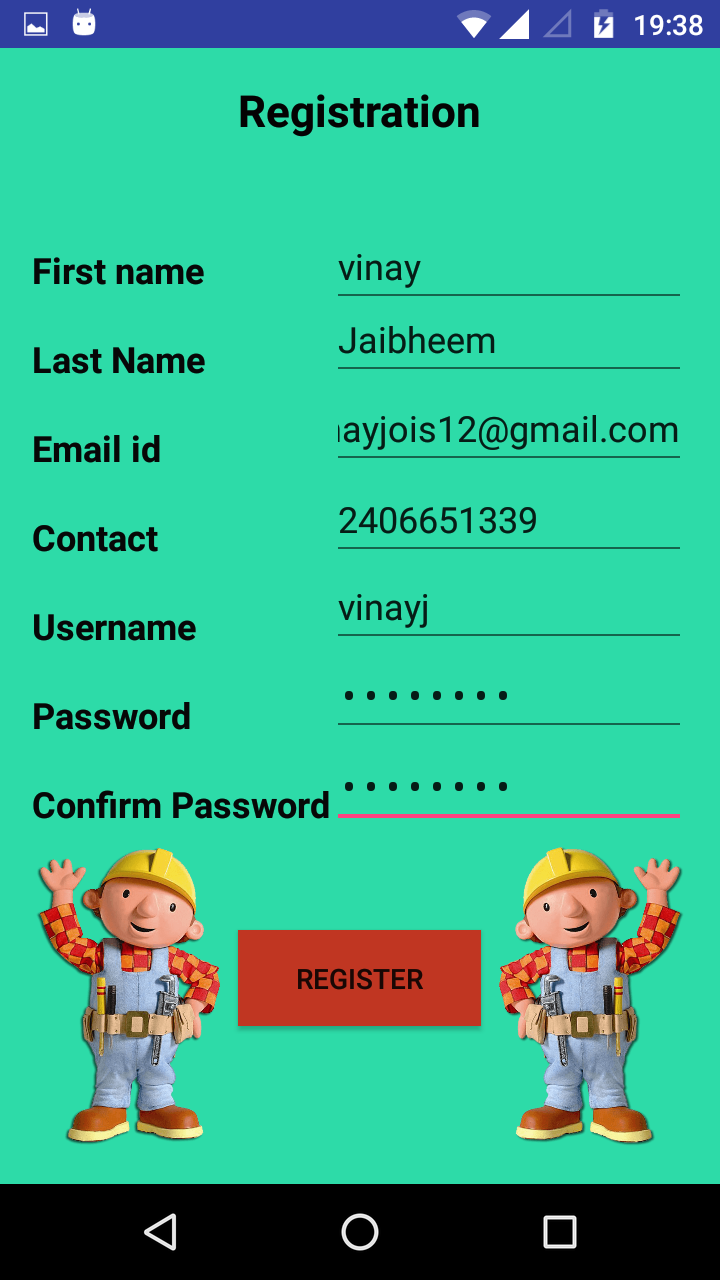 19:38
Registration
First name vinay
Last Name Jaibheem
Email id ayjois12@gmail.com
Contact 2406651339
Username vinayj
Password ........
Confirm Password ........
REGISTER